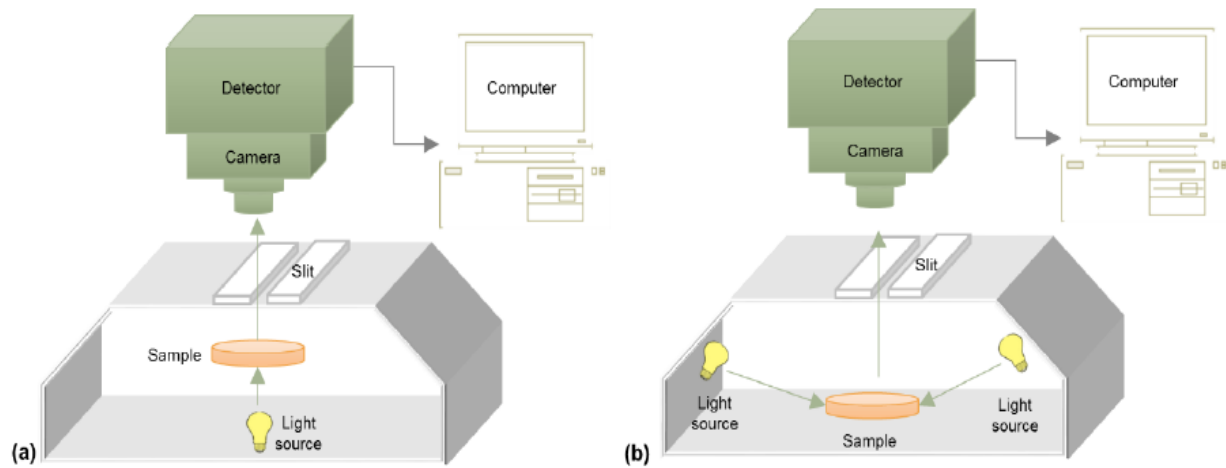 Detector
Computer
Camera
Slit
Sample
Light
source
(a)
Detector
Computer
Camera
Slit
Light
source
Light
source
Sample
(b)